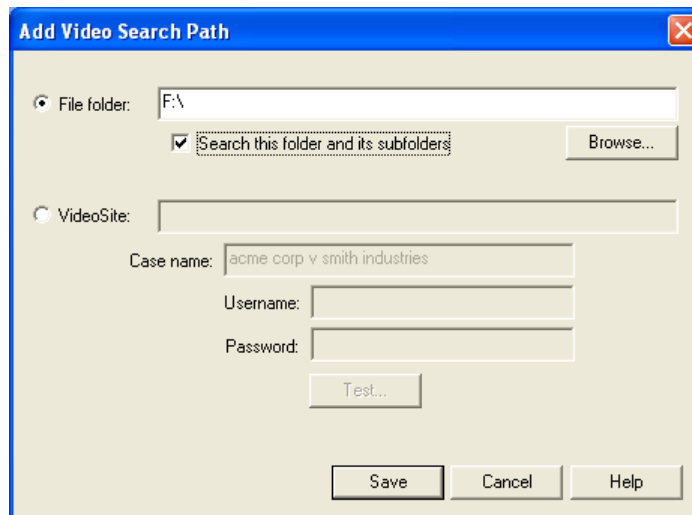 Add Video Search Path
File folder: F:\
Search this folder and its subfolders Browse...
VideoSite:
Case name: acme corp v smith industries
Username:
Password:
Test...
Save Cancel Help